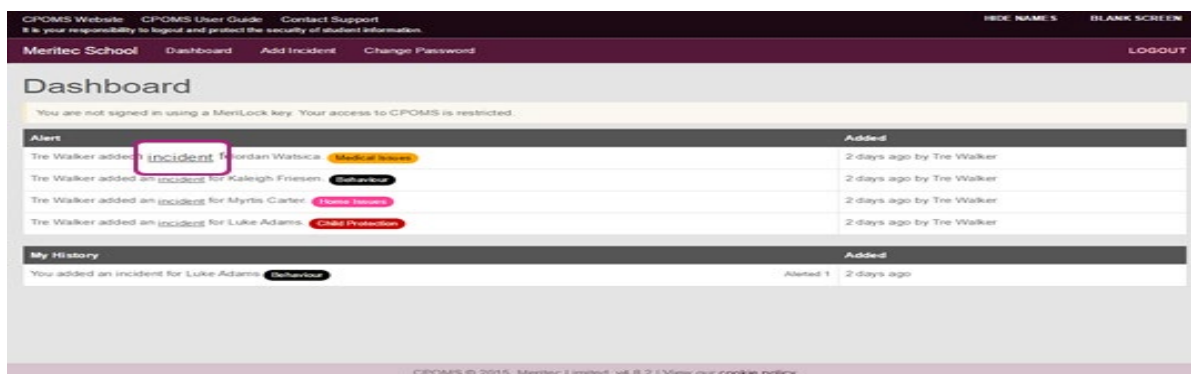 CPOMS Website CPOMS User Guide Contact Support HIDE NAMES BLANK SCREEN
It is your responsibility to logout and protect the security of student information.
Meritec School Dashboard Add Incident Change Password LOGOUT
Dashboard
You are not signed in using a MeriLock key. Your access to CPOMS is restricted.
Alert Added
Tre Walker added incident Jordan Watsica. Medical Issues 2 days ago by Tre Walker
Tre Walker added an incident for Kaleigh Friesen. Behaviour 2 days ago by Tre Walker
Tre Walker added an incident for Myrtis Carter. Home Issues 2 days ago by Tre Walker
Tre Walker added an incident for Luke Adams. Child Protection 2 days ago by Tre Walker
My History Added
You added an incident for Luke Adams Behaviour Alerted 1 2 days ago
CPOMS © 2015, Meritec Limited, v4.8.2 | View our cookie policy